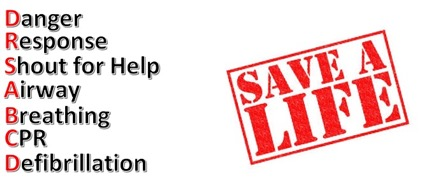 Danger
Response
Shout for Help
Airway
Breathing
CPR
Defibrillation
SAVE A
LIFE